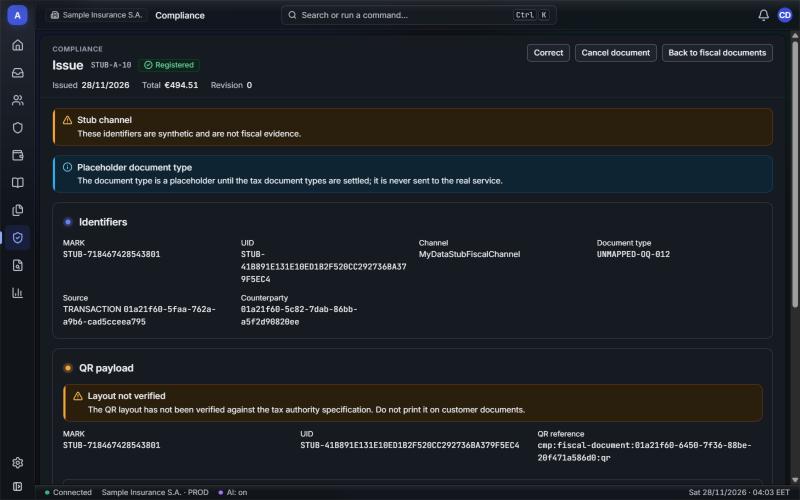 A
Sample Insurance S.A.
Compliance
Search or run a command...
Ctrl K
CD
COMPLIANCE
Issue STUB-A-10 Registered
Correct
Cancel document
Back to fiscal documents
Issued 28/11/2026 Total €494.51 Revision 0
Stub channel
These identifiers are synthetic and are not fiscal evidence.
Placeholder document type
The document type is a placeholder until the tax document types are settled; it is never sent to the real service.
Identifiers
MARK
STUB-718467428543801
UID
STUB-
41B891E131E10ED1B2F520CC292736BA37
9F5EC4
Channel
MyDataStubFiscalChannel
Document type
UNMAPPED-OQ-012
Source
TRANSACTION 01a21f60-5faa-762a-
a9b6-cad5cceea795
Counterparty
01a21f60-5c82-7dab-86bb-
a5f2d90820ee
QR payload
Layout not verified
The QR layout has not been verified against the tax authority specification. Do not print it on customer documents.
MARK
STUB-718467428543801
UID
STUB-41B891E131E10ED1B2F520CC292736BA379F5EC4
QR reference
cmp:fiscal-document:01a21f60-6450-7f36-88be-
20f471a586d0:qr
Connected Sample Insurance S.A. · PROD AI: on
Sat 28/11/2026 · 04:03 EET